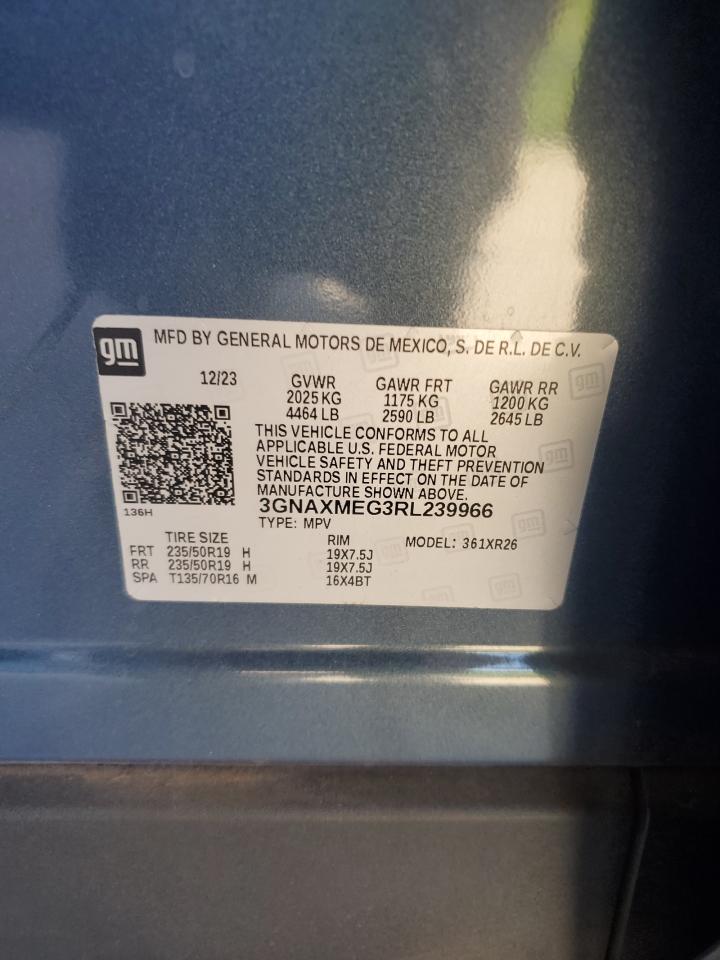 gm MFD BY GENERAL MOTORS DE MEXICO, S. DE R.L. DE C.V.
12/23 GVWR GAWR FRT GAWR RR
2025 KG 1175 KG 1200 KG
4464 LB 2590 LB 2645 LB
THIS VEHICLE CONFORMS TO ALL
APPLICABLE U.S. FEDERAL MOTOR
VEHICLE SAFETY AND THEFT PREVENTION
STANDARDS IN EFFECT ON THE DATE OF
MANUFACTURE SHOWN ABOVE.
136H 3GNAXMEG3RL239966
TYPE: MPV
TIRE SIZE RIM MODEL: 361XR26
FRT 235/50R19 H 19X7.5J
RR 235/50R19 H 19X7.5J
SPA T135/70R16 M 16X4BT